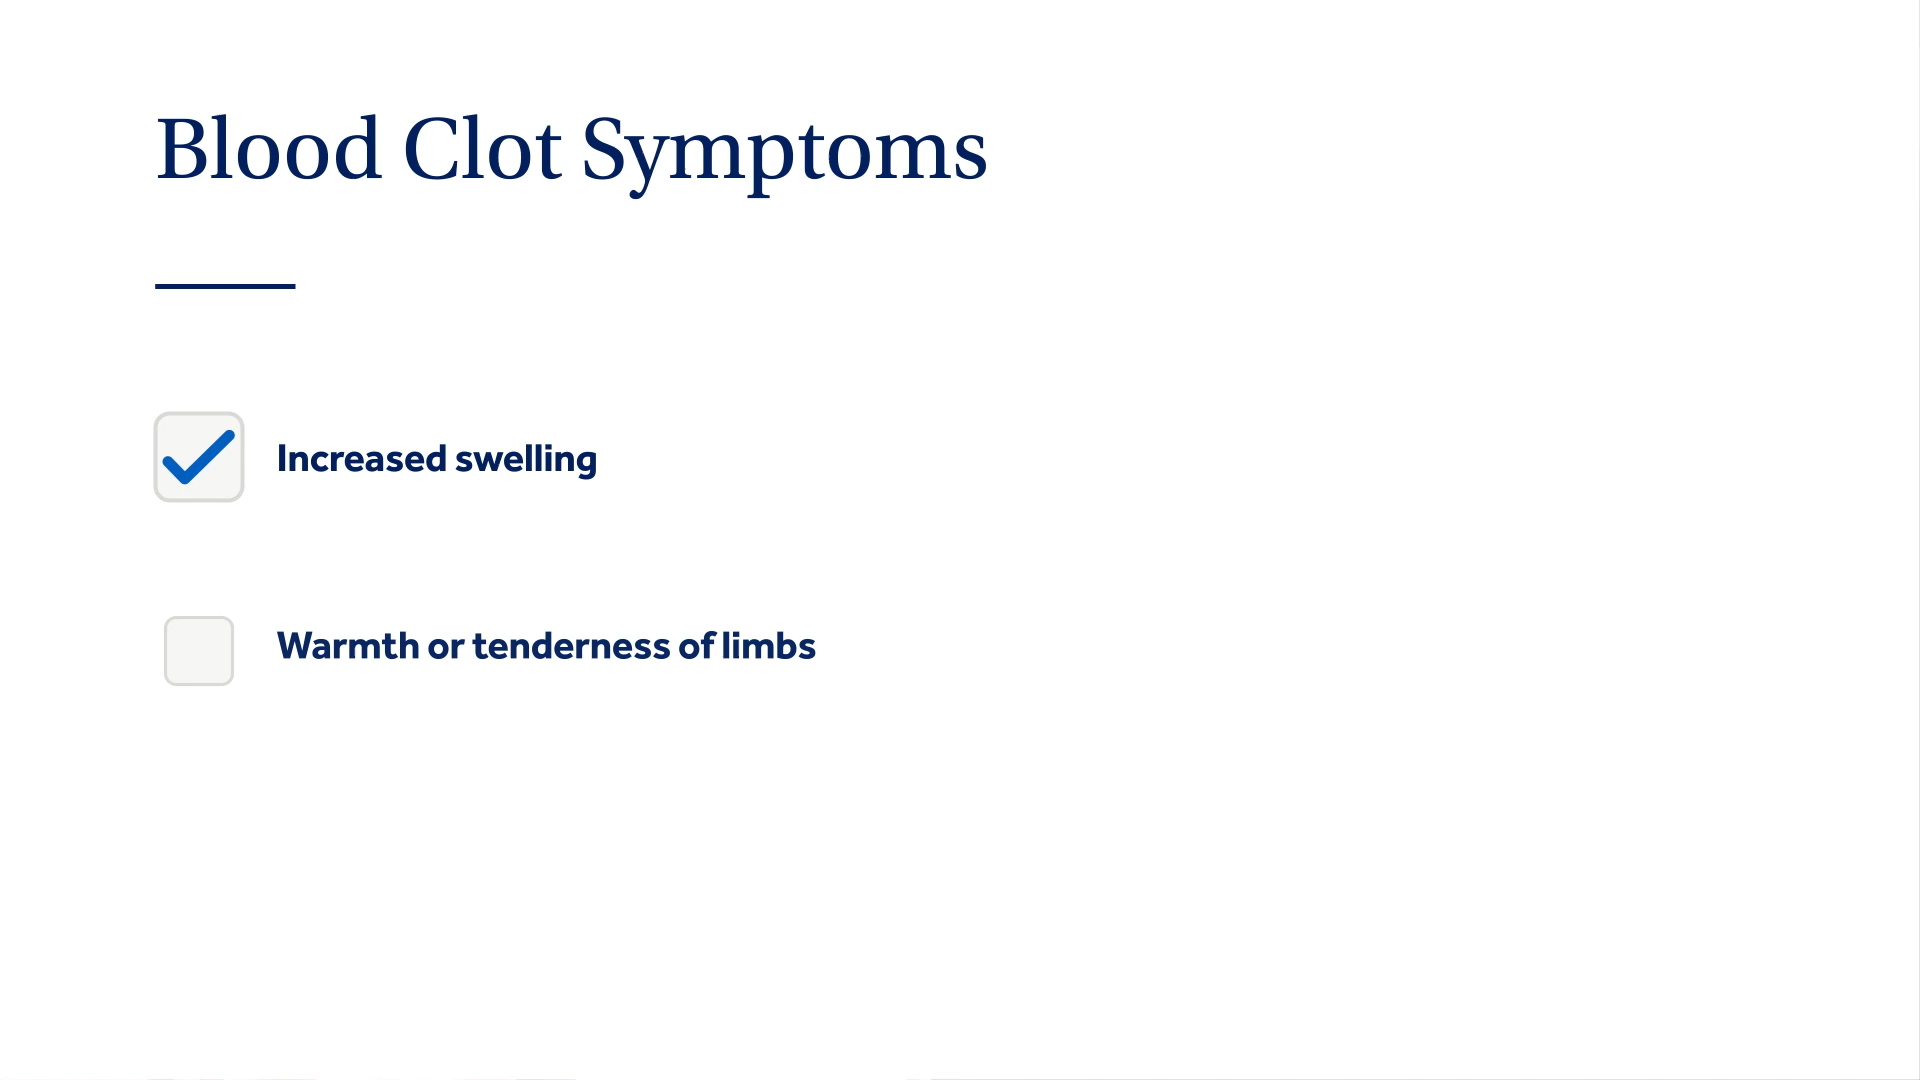 Blood Clot Symptoms
Increased swelling
Warmth or tenderness of limbs